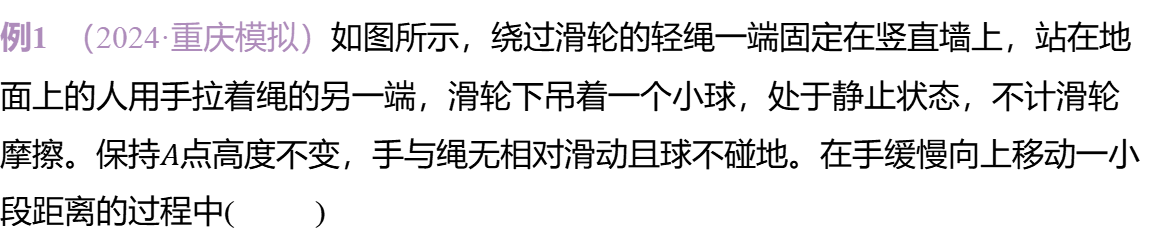 例1 （2024·重庆模拟）如图所示，绕过滑轮的轻绳一端固定在竖直墙上，站在地
面上的人用手拉着绳的另一端，滑轮下吊着一个小球，处于静止状态，不计滑轮
摩擦。保持A点高度不变，手与绳无相对滑动且球不碰地。在手缓慢向上移动一小
段距离的过程中(　　)